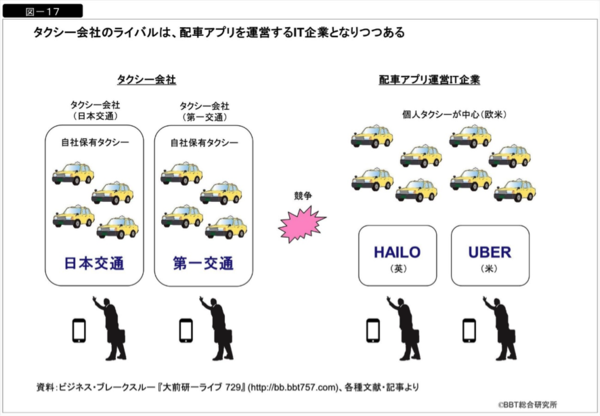 図－17
タクシー会社のライバルは、配車アプリを運営するIT企業となりつつある
タクシー会社
配車アプリ運営IT企業
タクシー会社
（日本交通）
タクシー会社
（第一交通）
個人タクシーが中心（欧米）
自社保有タクシー
自社保有タクシー
競争
日本交通
第一交通
HAILO
（英）
UBER
（米）
資料：ビジネス・ブレークスルー『大前研一ライブ 729』（http://bb.bbt757.com）、各種文献・記事より
©BBT総合研究所